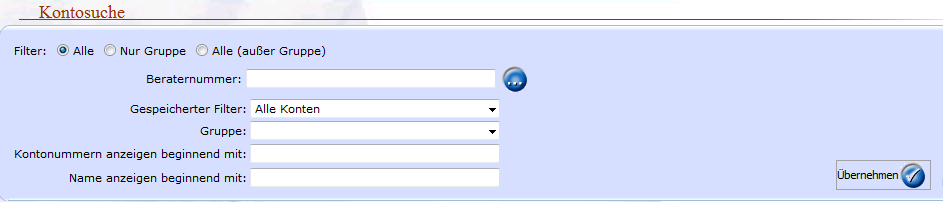 Kontosuche
Filter: Alle Nur Gruppe Alle (außer Gruppe)
Beraternummer: ...
Gespeicherter Filter: Alle Konten
Gruppe:
Kontonummern anzeigen beginnend mit:
Name anzeigen beginnend mit:
Übernehmen